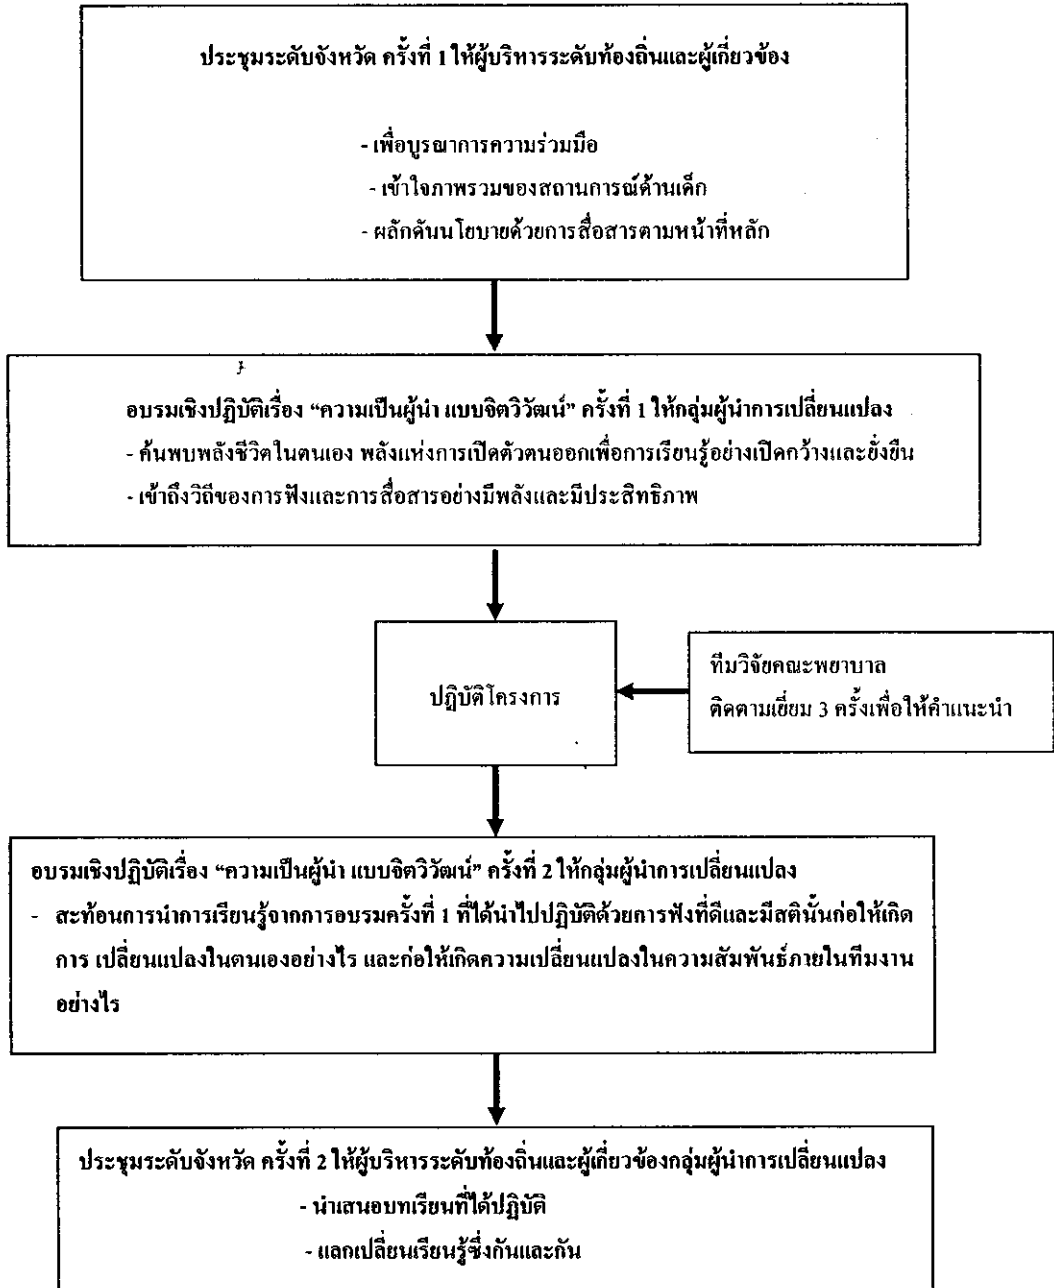 ประชุมระดับจังหวัด ครั้งที่ 1 ให้ผู้บริหารระดับท้องถิ่นและผู้เกี่ยวข้อง
- เพื่อบูรณาการความร่วมมือ
- เข้าใจภาพรวมของสถานการณ์ด้านเด็ก
- ผลักดันนโยบายด้วยการสื่อสารตามหน้าที่หลัก
อบรมเชิงปฏิบัติเรื่อง “ความเป็นผู้นำ แบบจิตวิวัฒน์” ครั้งที่ 1 ให้กลุ่มผู้นำการเปลี่ยนแปลง
- ค้นพบพลังชีวิตในตนเอง พลังแห่งการเปิดตัวตนออกเพื่อการเรียนรู้อย่างเปิดกว้างและยั่งยืน
- เข้าถึงวิถีของการฟังและการสื่อสารอย่างมีพลังและมีประสิทธิภาพ
ปฏิบัติโครงการ
ทีมวิจัยคณะพยาบาล
ติดตามเยี่ยม 3 ครั้งเพื่อให้คำแนะนำ
อบรมเชิงปฏิบัติเรื่อง “ความเป็นผู้นำ แบบจิตวิวัฒน์” ครั้งที่ 2 ให้กลุ่มผู้นำการเปลี่ยนแปลง
- สะท้อนการนำการเรียนรู้จากการอบรมครั้งที่ 1 ที่ได้นำไปปฏิบัติด้วยการฟังที่ดีและมีสตินั้นก่อให้เกิด
การ เปลี่ยนแปลงในตนเองอย่างไร และก่อให้เกิดความเปลี่ยนแปลงในความสัมพันธ์ภายในทีมงาน
อย่างไร
ประชุมระดับจังหวัด ครั้งที่ 2 ให้ผู้บริหารระดับท้องถิ่นและผู้เกี่ยวข้องกลุ่มผู้นำการเปลี่ยนแปลง
- นำเสนอบทเรียนที่ได้ปฏิบัติ
- แลกเปลี่ยนเรียนรู้ซึ่งกันและกัน